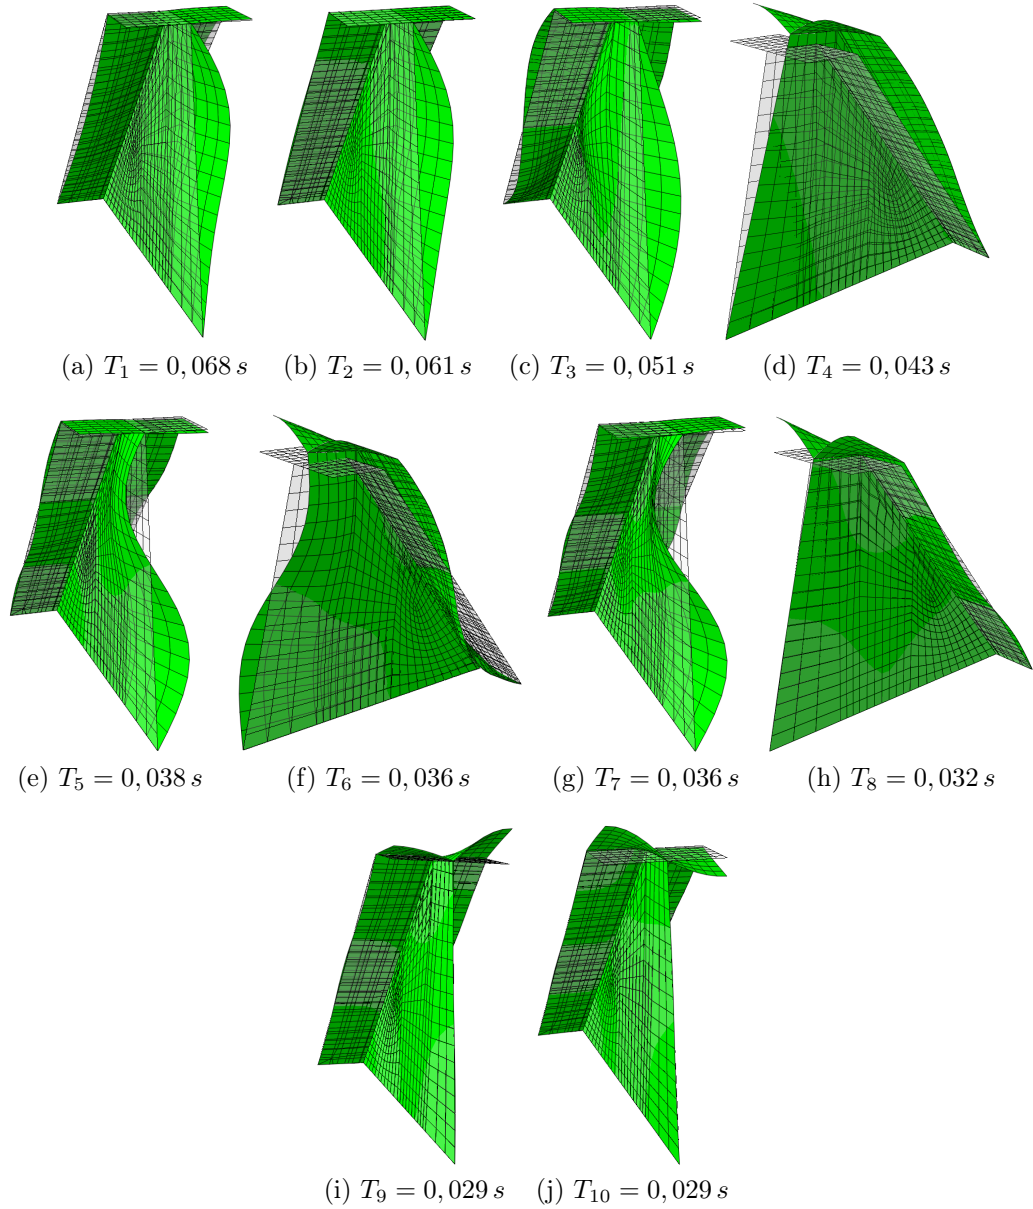 (a) T₁ = 0,068 s (b) T₂ = 0,061 s (c) T₃ = 0,051 s (d) T₄ = 0,043 s
(e) T₅ = 0,038 s (f) T₆ = 0,036 s (g) T₇ = 0,036 s (h) T₈ = 0,032 s
(i) T₉ = 0,029 s (j) T₁₀ = 0,029 s